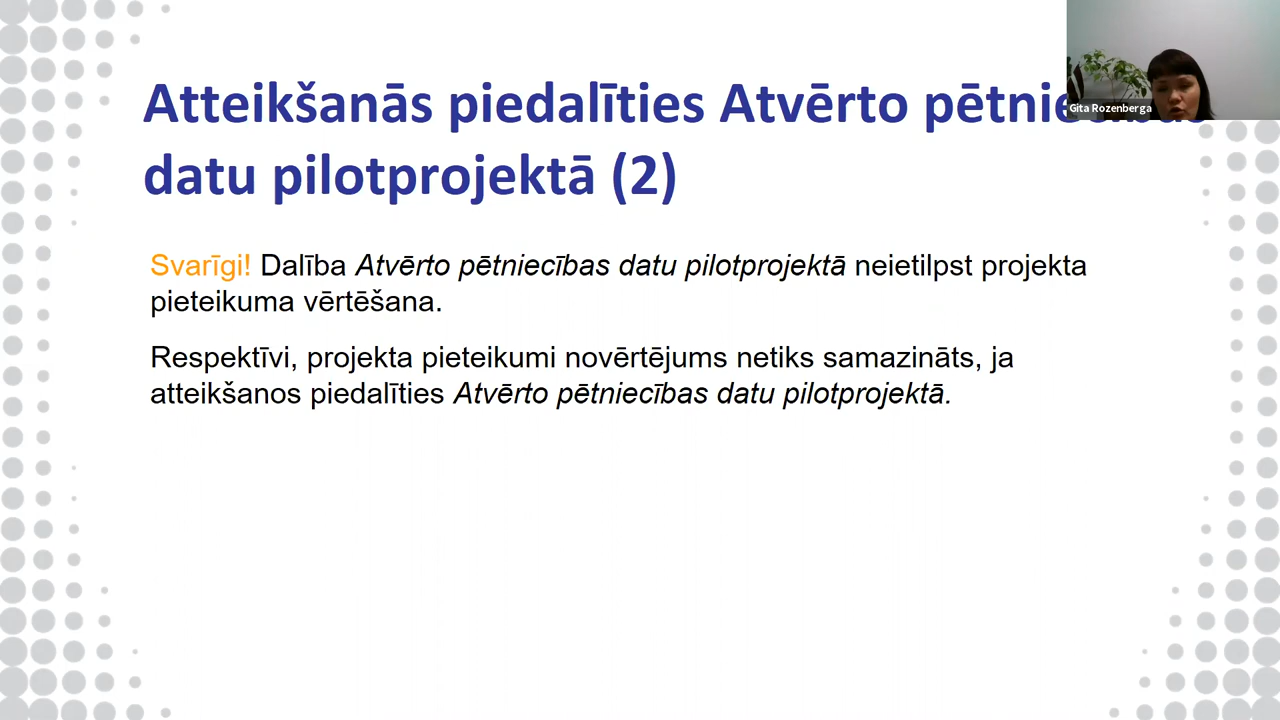 Atteikšanās piedalīties Atvērto
datu pilotprojektā (2)
Gita Rozenberga
Svarīgi! Dalība Atvērto pētniecības datu pilotprojektā neietilpst projekta
pieteikuma vērtēšana.
Respektīvi, projekta pieteikumi novērtējums netiks samazināts, ja
atteikšanos piedalīties Atvērto pētniecības datu pilotprojektā.